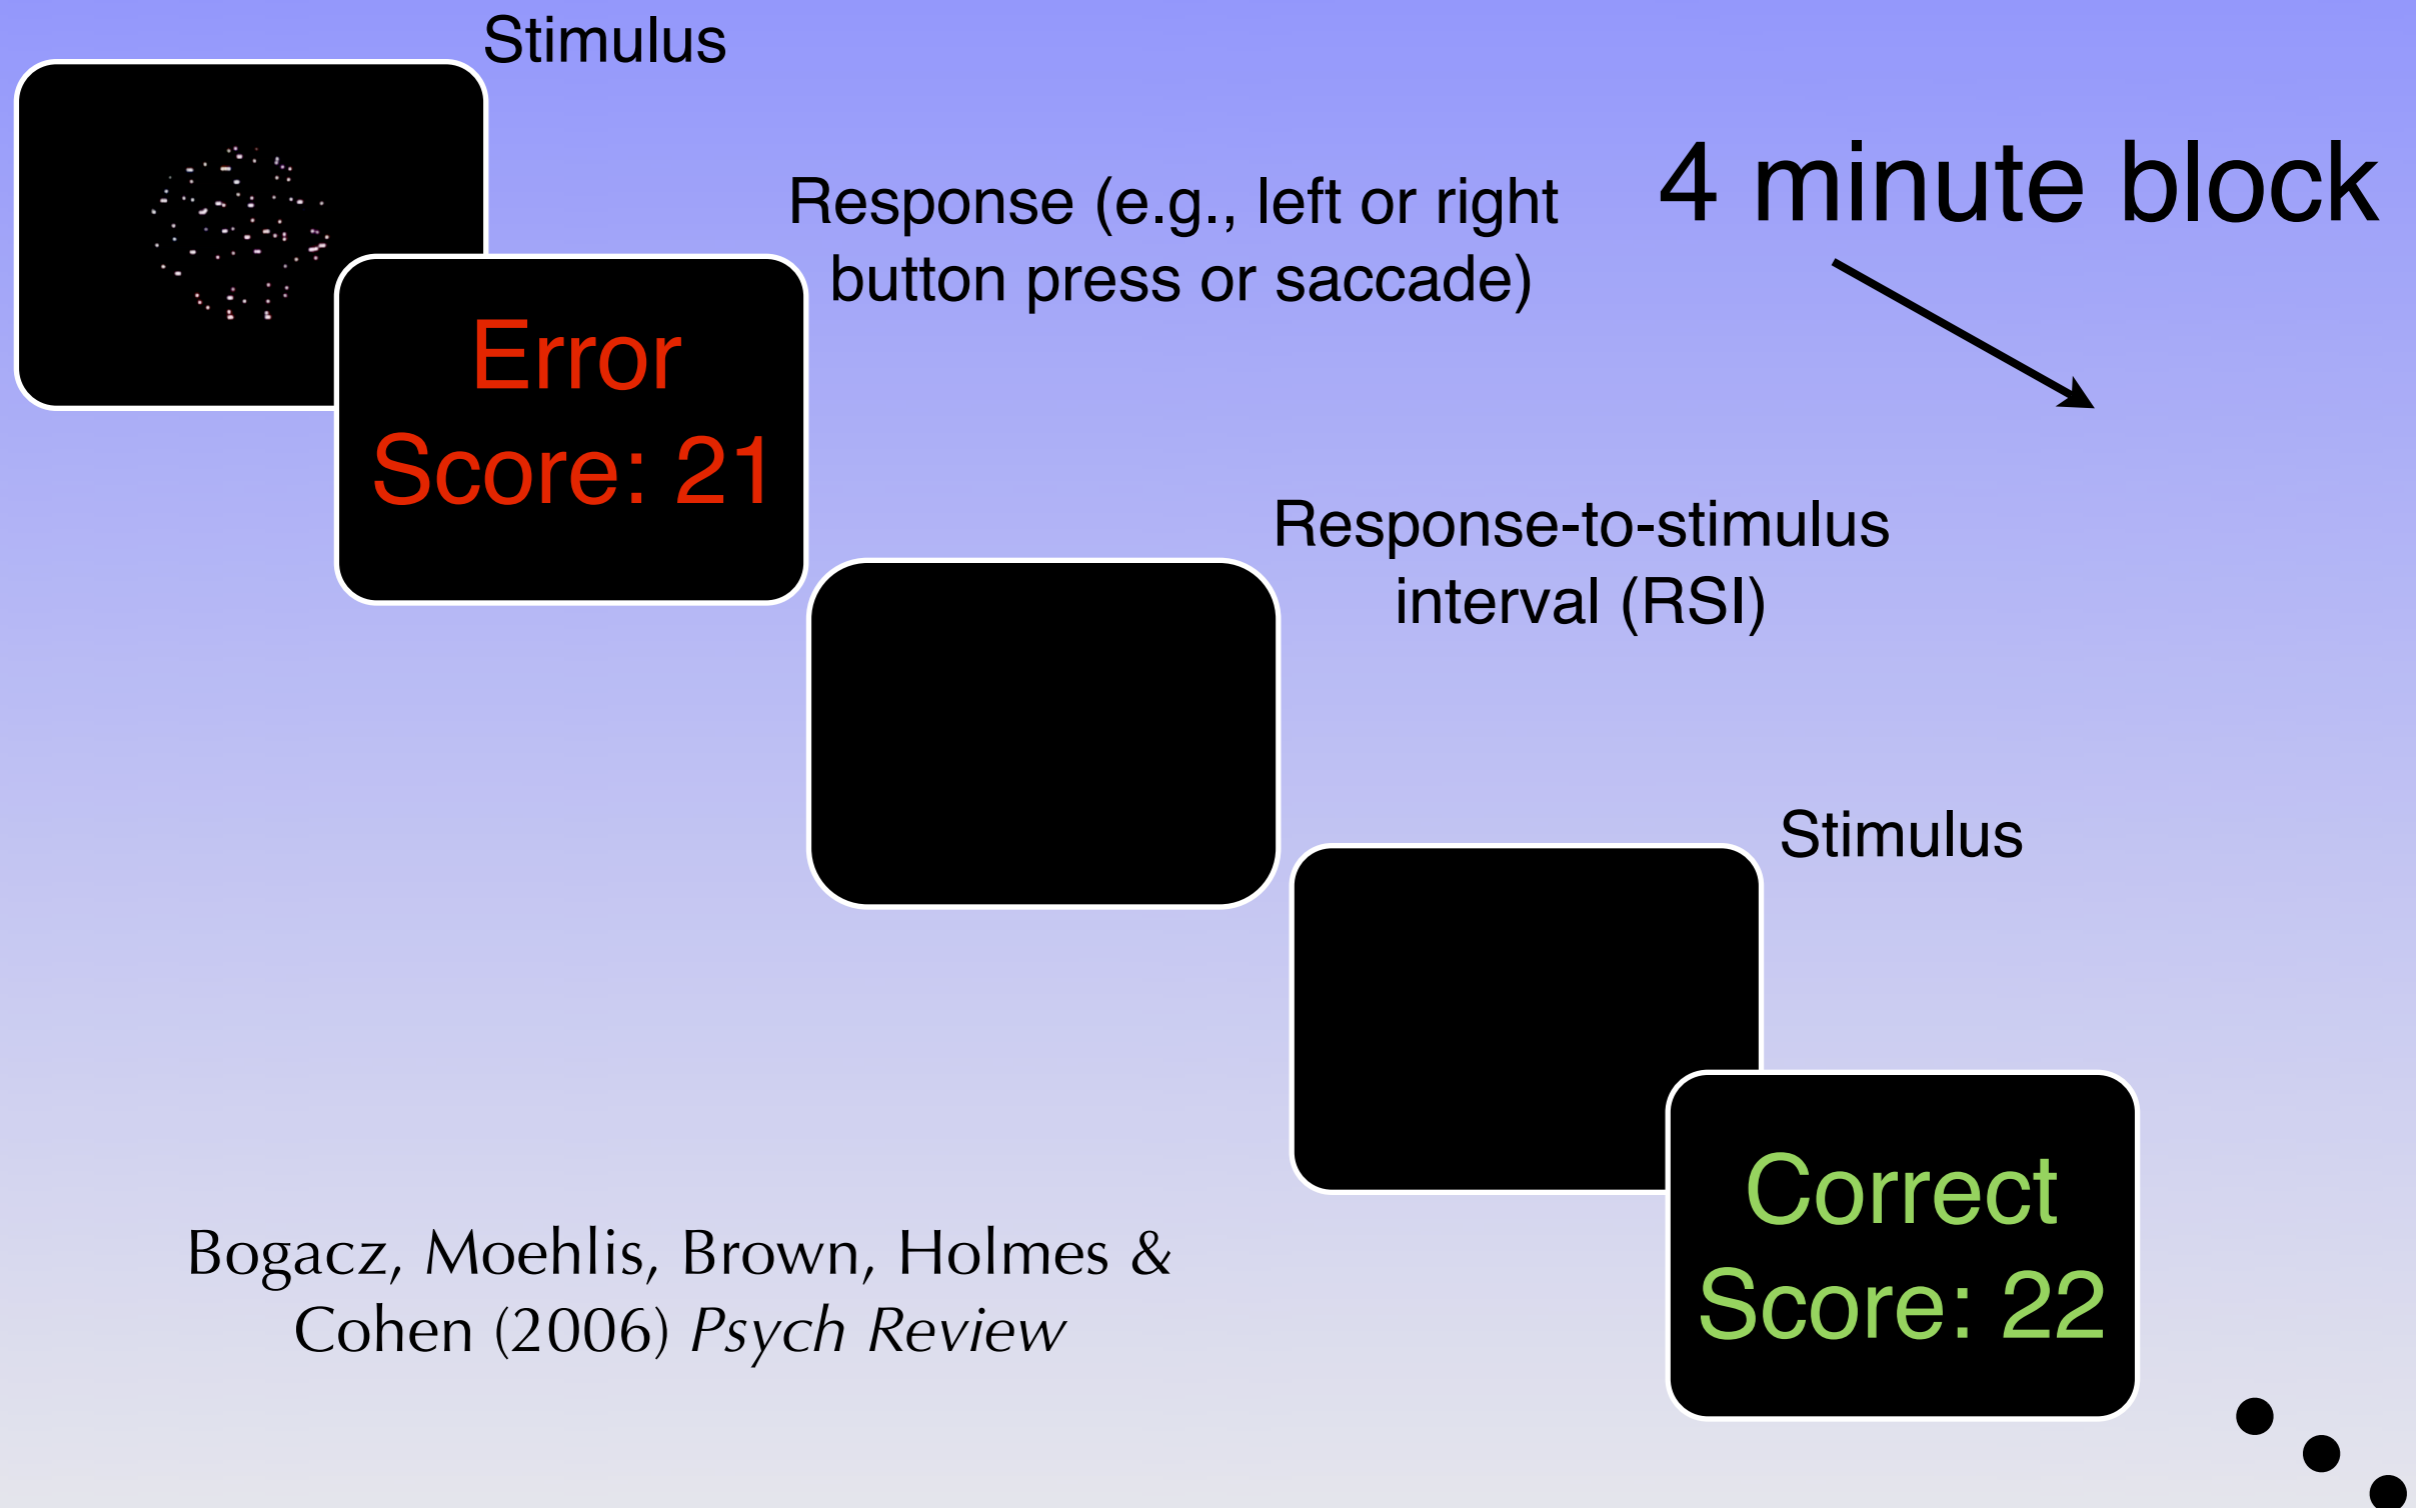 Stimulus
Response (e.g., left or right
button press or saccade)
4 minute block
Error
Score: 21
Response-to-stimulus
interval (RSI)
Stimulus
Correct
Score: 22
Bogacz, Moehlis, Brown, Holmes &
Cohen (2006) Psych Review